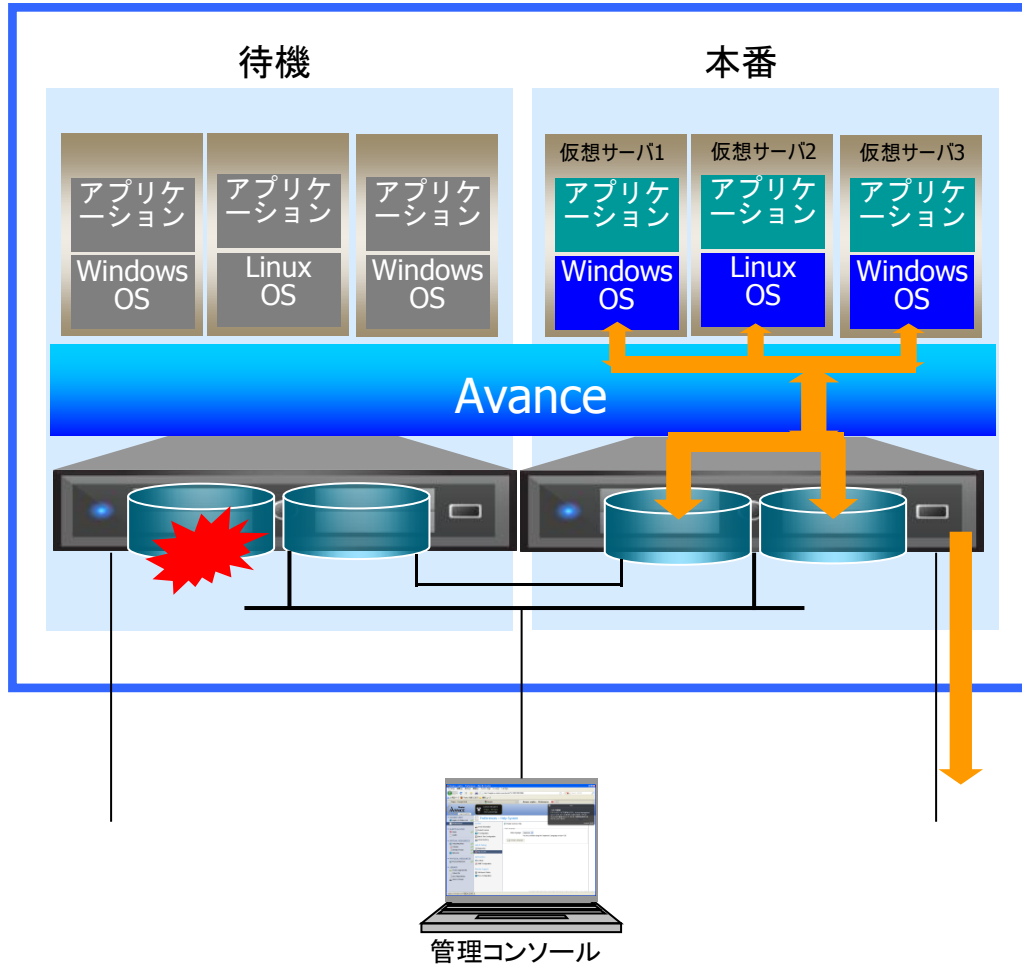 待機
本番
アプリケ
ーション
Windows
OS
アプリケ
ーション
Linux
OS
アプリケ
ーション
Windows
OS
仮想サーバ1
アプリケ
ーション
Windows
OS
仮想サーバ2
アプリケ
ーション
Linux
OS
仮想サーバ3
アプリケ
ーション
Windows
OS
Avance
管理コンソール